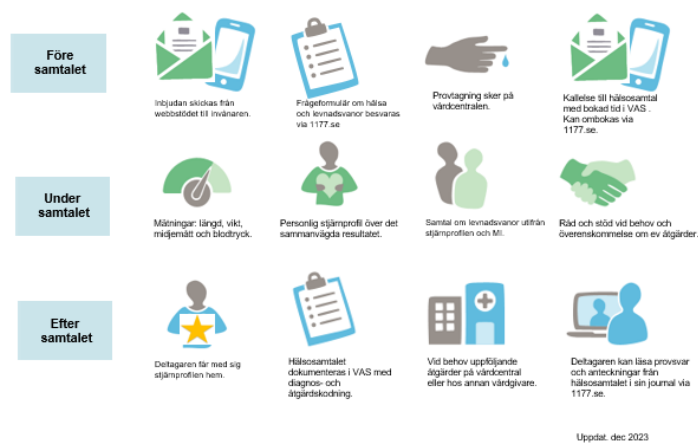 Före
samtalet
Inbjudan skickas från
webbstödet till invånaren.
Frågeformulär om hälsa
och levnadsvanor besvaras
via 1177.se
Provtagning sker på
vårdcentralen.
Kallelse till hälsosamtal
med bokad tid i VAS .
Kan ombokas via
1177.se.
Under
samtalet
Mätningar: längd, vikt,
midjemått och blodtryck.
Personlig stjärnprofil över det
sammanvägda resultatet.
Samtal om levnadsvanor utifrån
stjärnprofilen och MI.
Råd och stöd vid behov och
överenskommelse om ev åtgärder.
Efter
samtalet
Deltagaren får med sig
stjärnprofilen hem.
Hälsosamtalet
dokumenteras i VAS med
diagnos- och
åtgärdskodning.
Vid behov uppföljande
åtgärder på vårdcentral
eller hos annan vårdgivare.
Deltagaren kan läsa provsvar
och anteckningar från
hälsosamtalet i sin journal via
1177.se.
Uppdat. dec 2023